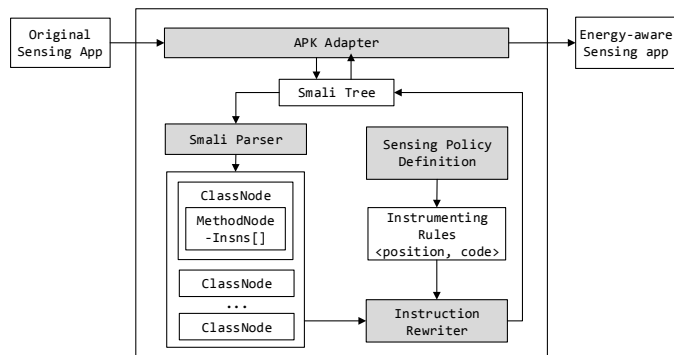 Original
Sensing App
APK Adapter
Energy-aware
Sensing app
Smali Tree
Smali Parser
Sensing Policy
Definition
ClassNode
MethodNode
-Insns[]
Instrumenting
Rules
<position, code>
ClassNode
...
ClassNode
Instruction
Rewriter